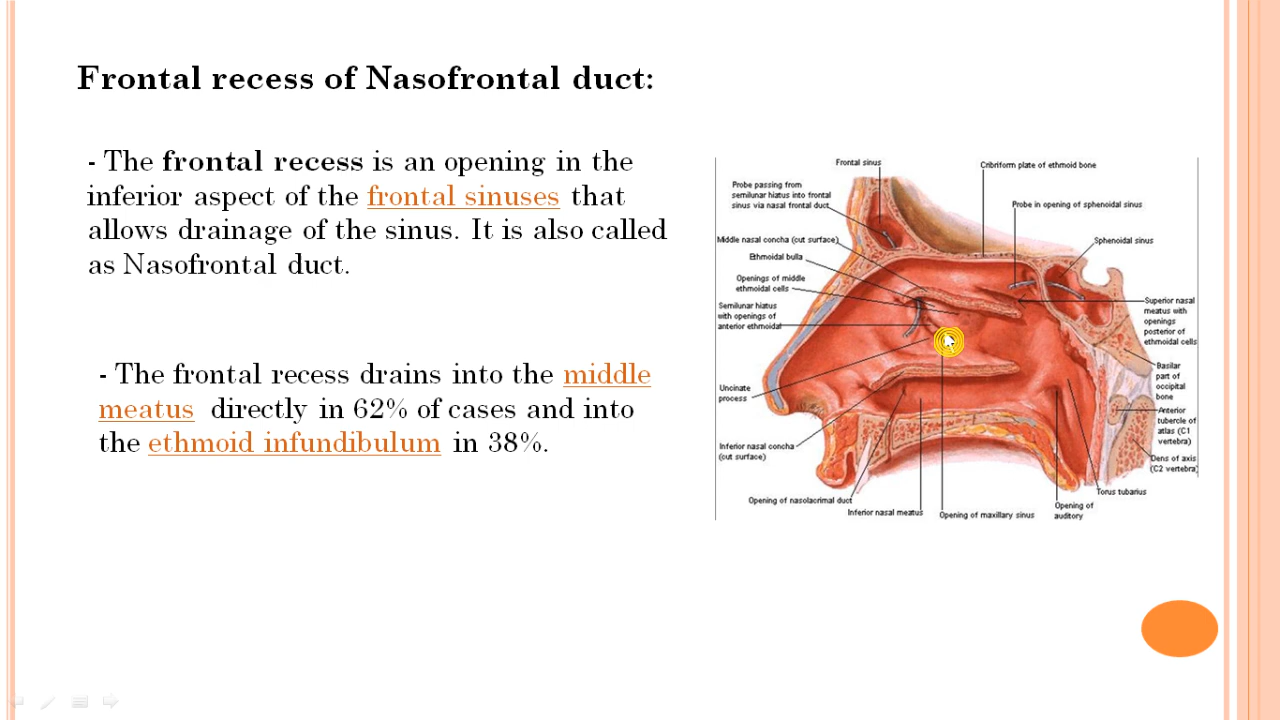 Frontal recess of Nasofrontal duct:
- The frontal recess is an opening in the
inferior aspect of the frontal sinuses that
allows drainage of the sinus. It is also called
as Nasofrontal duct.
- The frontal recess drains into the middle
meatus directly in 62% of cases and into
the ethmoid infundibulum in 38%.
Frontal sinus
Cribriform plate of ethmoid bone
Probe passing from
semilunar hiatus into frontal
sinus via nasal frontal duct
Probe in opening of sphenoidal sinus
Middle nasal concha (cut surface)
Sphenoidal sinus
Ethmoidal bulla
Openings of middle
ethmoidal cells
Semilunar hiatus
with openings of
anterior ethmoidal
Superior nasal
meatus with
openings
posterior of
ethmoidal cells
Uncinate
process
Basilar
part of
occipital
bone
Anterior
tubercle of
atlas (C1
vertebra)
Inferior nasal concha
(cut surface)
Dens of axis
(C2 vertebra)
Opening of nasolacrimal duct
Inferior nasal meatus
Opening of maxillary sinus
Opening of
auditory
Torus tubarius